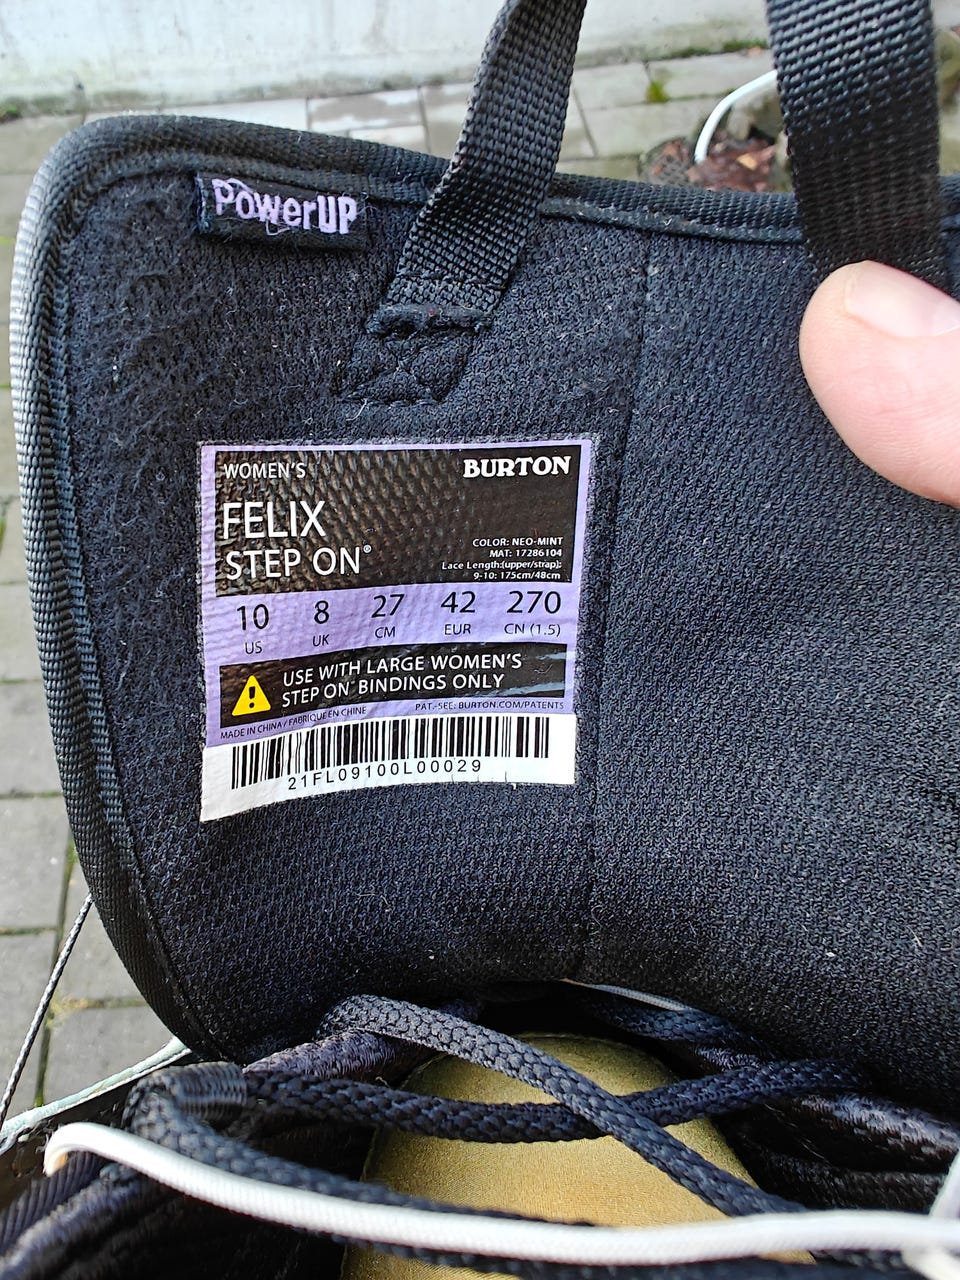 PowerUP
WOMEN'S
BURTON
FELIX
STEP ON®
COLOR: NEO-MINT
MAT: 17286104
Lace Length:(upper/strap):
9-10: 175cm/48cm
10 8 27 42 270
US UK CM EUR CN (1.5)
USE WITH LARGE WOMEN'S
STEP ON BINDINGS ONLY
MADE IN CHINA / FABRIQUE EN CHINE
PAT.-SEE: BURTON.COM/PATENTS
21FL09100L00029